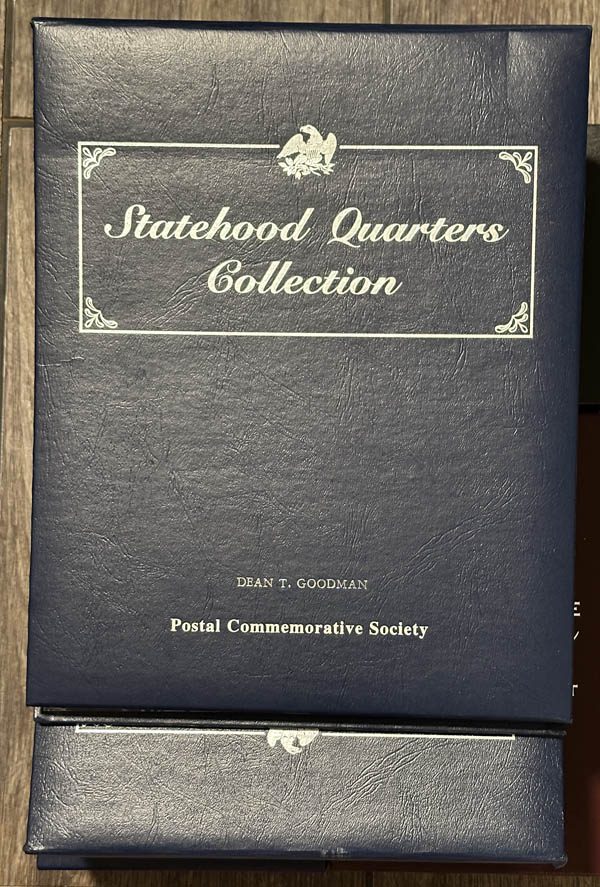 Statehood Quarters
Collection
DEAN T. GOODMAN
Postal Commemorative Society
E
T